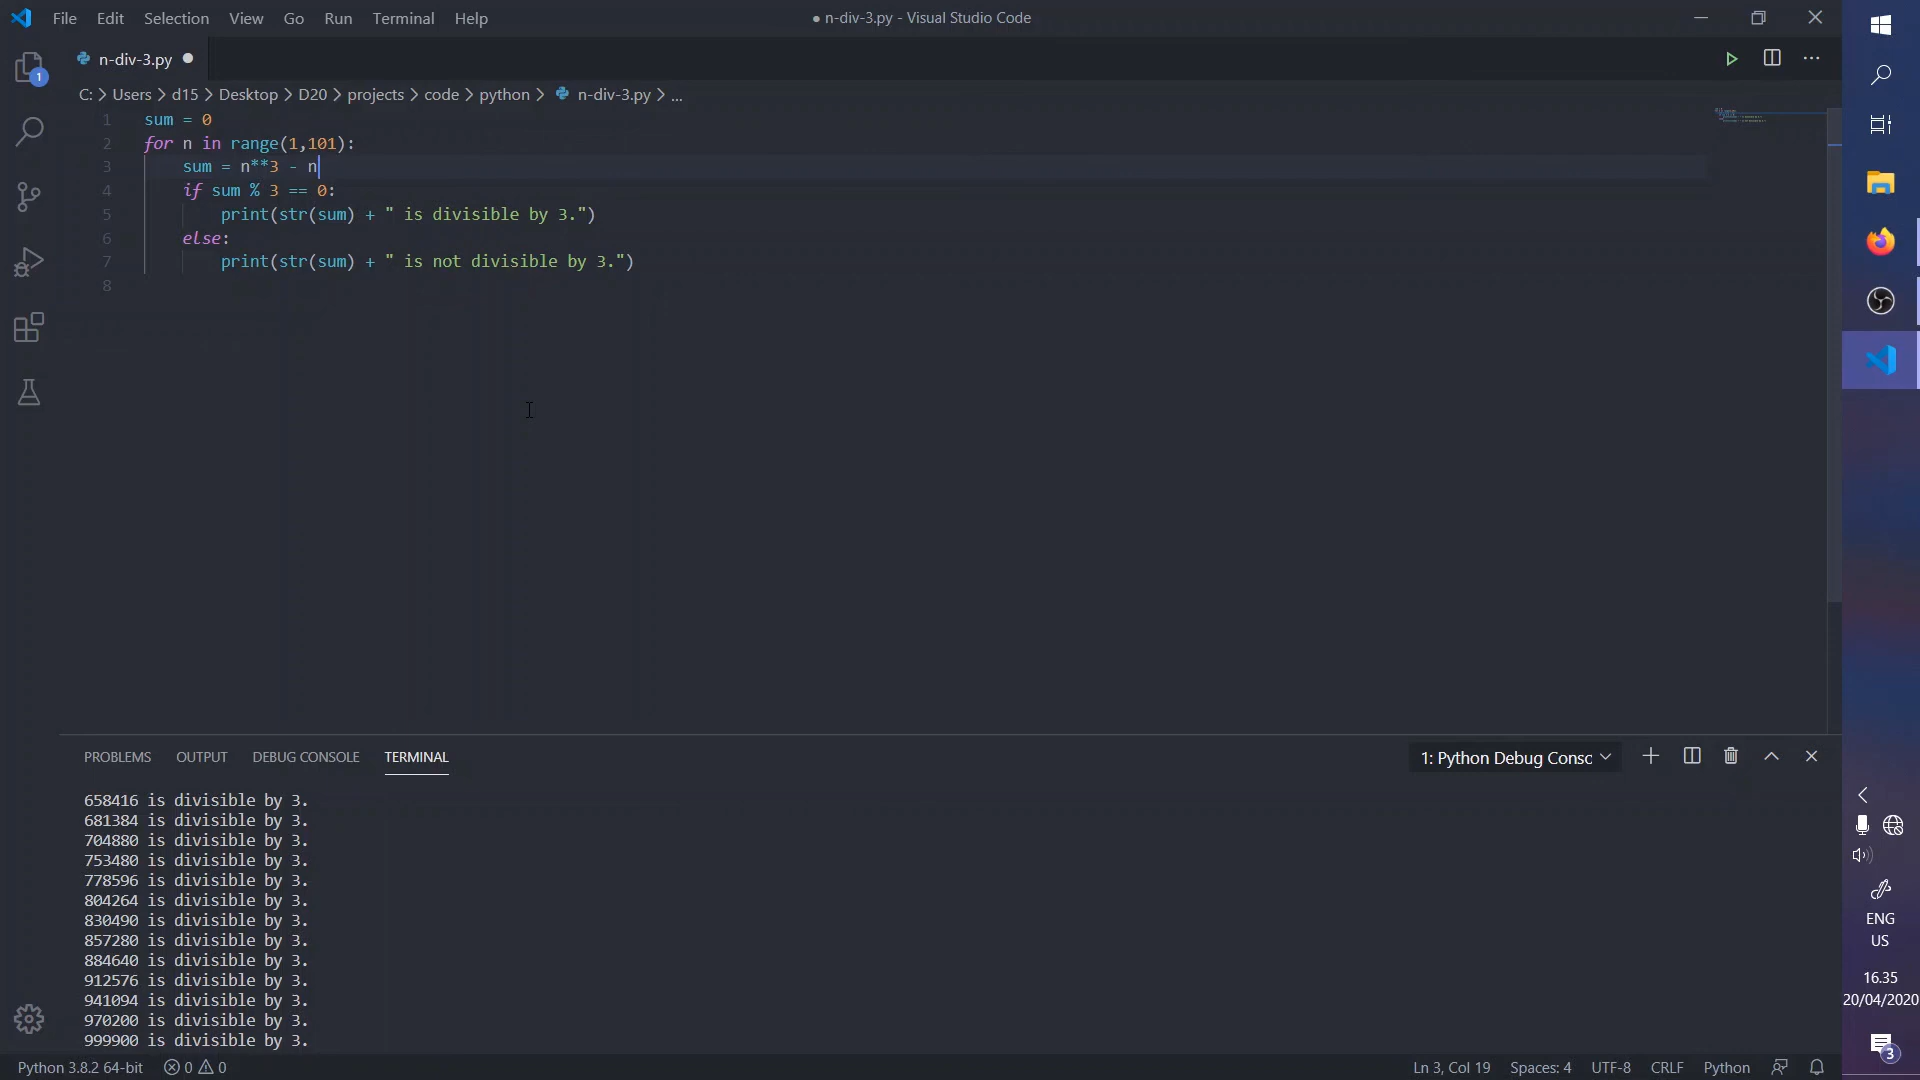 File Edit Selection View Go Run Terminal Help
● n-div-3.py - Visual Studio Code
n-div-3.py ●
C: > Users > d15 > Desktop > D20 > projects > code > python > n-div-3.py > ...
1 sum = 0
2 for n in range(1,101):
3 sum = n**3 - n
4 if sum % 3 == 0:
5 print(str(sum) + " is divisible by 3.")
6 else:
7 print(str(sum) + " is not divisible by 3.")
8
1
PROBLEMS OUTPUT DEBUG CONSOLE TERMINAL
1: Python Debug Consc
658416 is divisible by 3.
681384 is divisible by 3.
704880 is divisible by 3.
753480 is divisible by 3.
778596 is divisible by 3.
804264 is divisible by 3.
830490 is divisible by 3.
857280 is divisible by 3.
884640 is divisible by 3.
912576 is divisible by 3.
941094 is divisible by 3.
970200 is divisible by 3.
999900 is divisible by 3.
Python 3.8.2 64-bit 0 0
Ln 3, Col 19 Spaces: 4 UTF-8 CRLF Python
ENG
US
16.35
20/04/2020
3